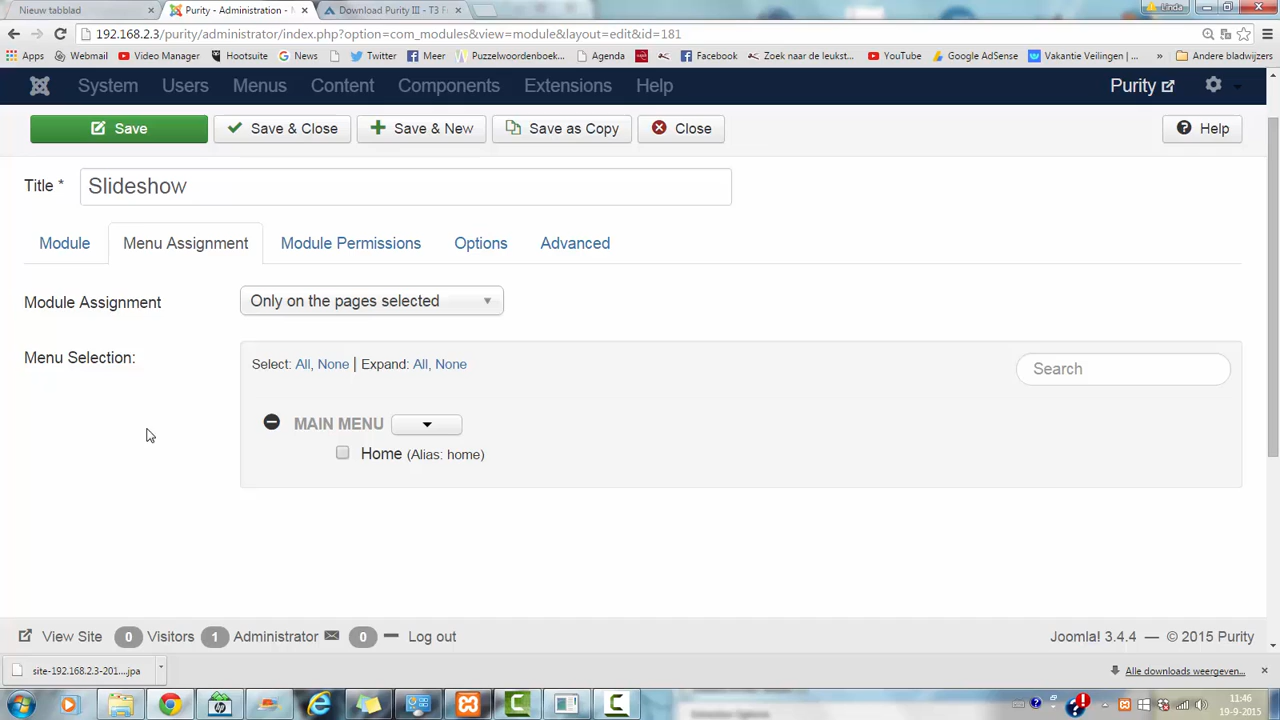 Nieuw tabblad
Purity - Administration -
Download Purity III - T3 F
Linda
192.168.2.3/purity/administrator/index.php?option=com_modules&view=module&layout=edit&id=181
Apps Webmail Video Manager Hootsuite News Twitter Meer Puzzelwoordenboek... Agenda Facebook Zoek naar de leukst... YouTube Google AdSense Vakantie Veilingen » Andere bladwijzers
System Users Menus Content Components Extensions Help Purity
Save Save & Close Save & New Save as Copy Close Help
Title * Slideshow
Module Menu Assignment Module Permissions Options Advanced
Module Assignment Only on the pages selected
Menu Selection: Select: All, None | Expand: All, None Search
MAIN MENU
Home (Alias: home)
View Site 0 Visitors 1 Administrator 0 Log out Joomla! 3.4.4 — © 2015 Purity
site-192.168.2.3-201....jpa Alle downloads weergeven...
11:46
19-9-2015